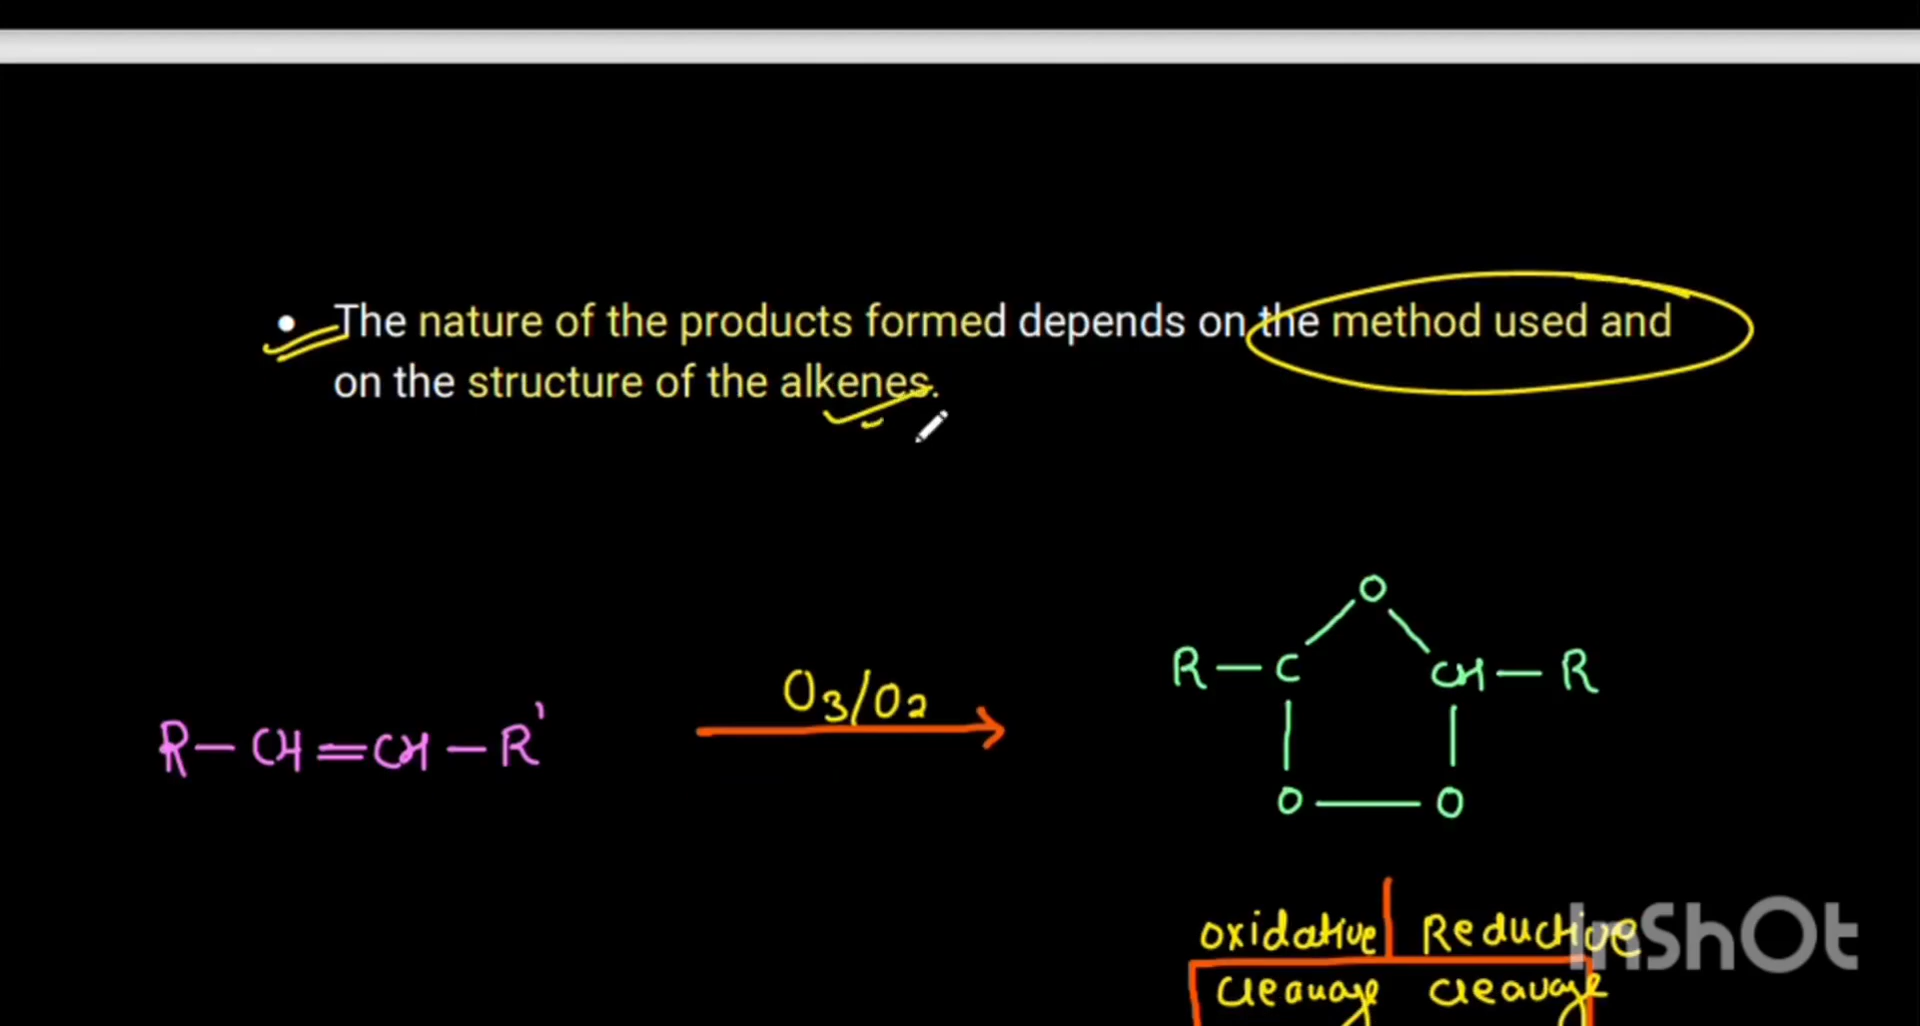 • The nature of the products formed depends on the method used and
on the structure of the alkenes.
O
R—C CH—R
O3/O2
R—CH=CH—R'
O—O
oxidative Reductive
cleavage cleavage
InShOt